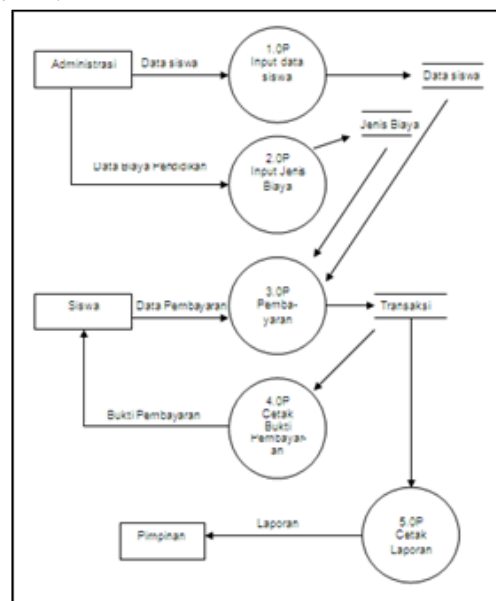 Administrasi
Data siswa
1.0P
Input data
siswa
Data siswa
Jenis Biaya
Data Biaya Pendidikan
2.0P
Input Jenis
Biaya
Siswa
Data Pembayaran
3.0P
Pemba-
yaran
Transaksi
Bukti Pembayaran
4.0P
Cetak
Bukti
Pembayar-
an
Pimpinan
Laporan
5.0P
Cetak
Laporan